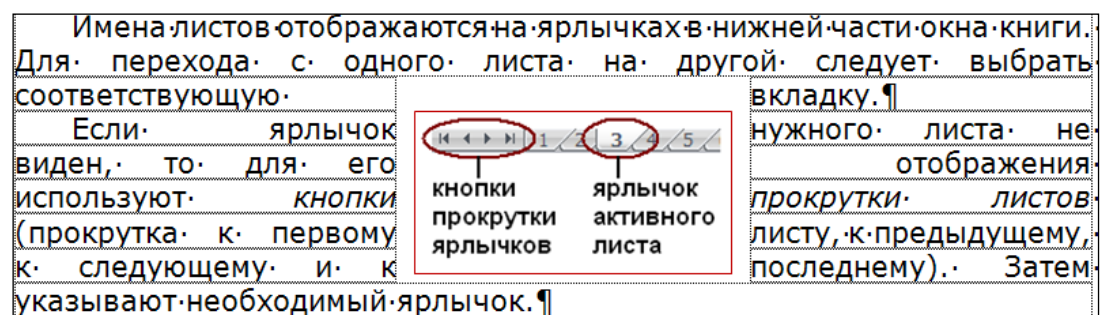 Имена листов отображаются на ярлычках в нижней части окна книги.
Для перехода с одного листа на другой следует выбрать
соответствующую вкладку.¶
Если ярлычок нужного листа не
виден, то для его отображения
используют кнопки прокрутки листов
(прокрутка к первому листу, к предыдущему,
к следующему и к последнему). Затем
указывают необходимый ярлычок.¶
1 2 3 4 5
кнопки прокрутки ярлычков
ярлычок активного листа